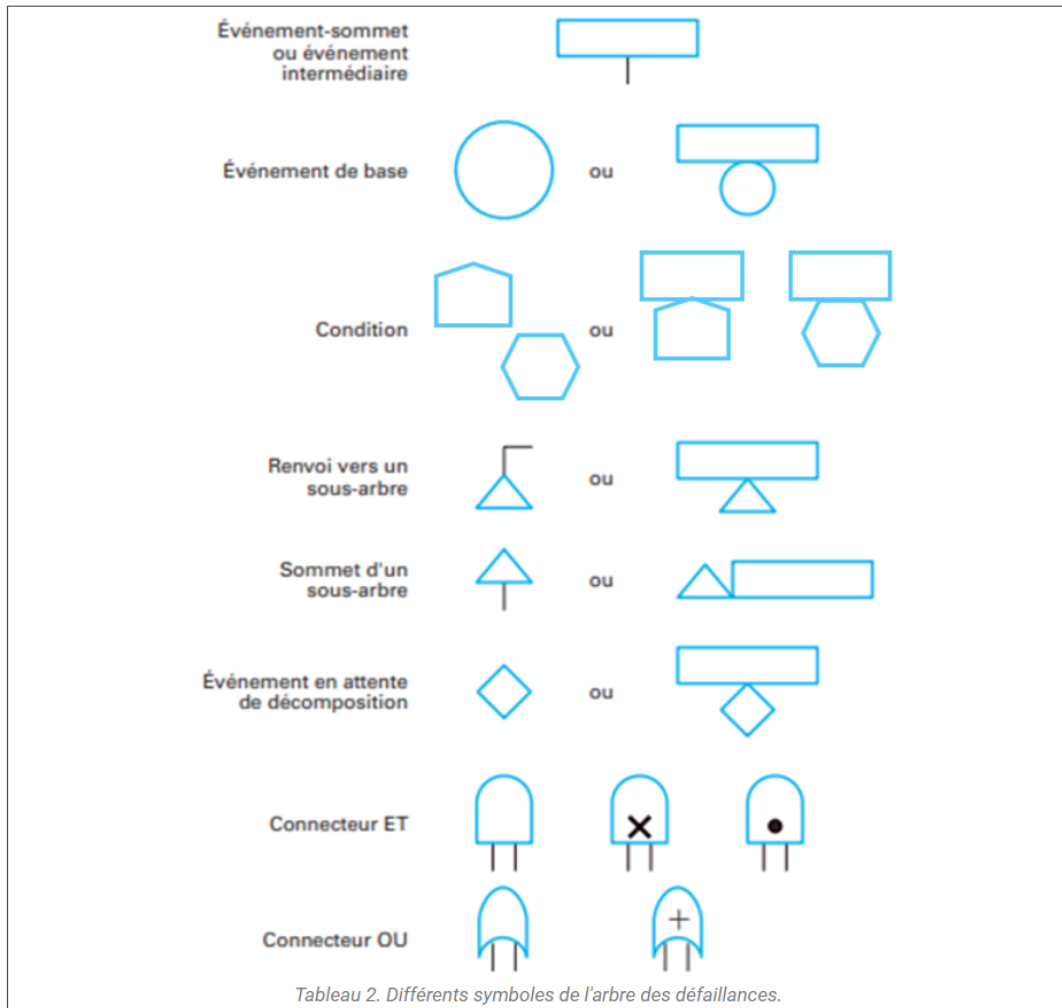 Événement-sommet
ou événement
intermédiaire
Événement de base
ou
Condition
ou
Renvoi vers un
sous-arbre
ou
Sommet d'un
sous-arbre
ou
Événement en attente
de décomposition
ou
Connecteur ET
Connecteur OU
+
Tableau 2. Différents symboles de l'arbre des défaillances.